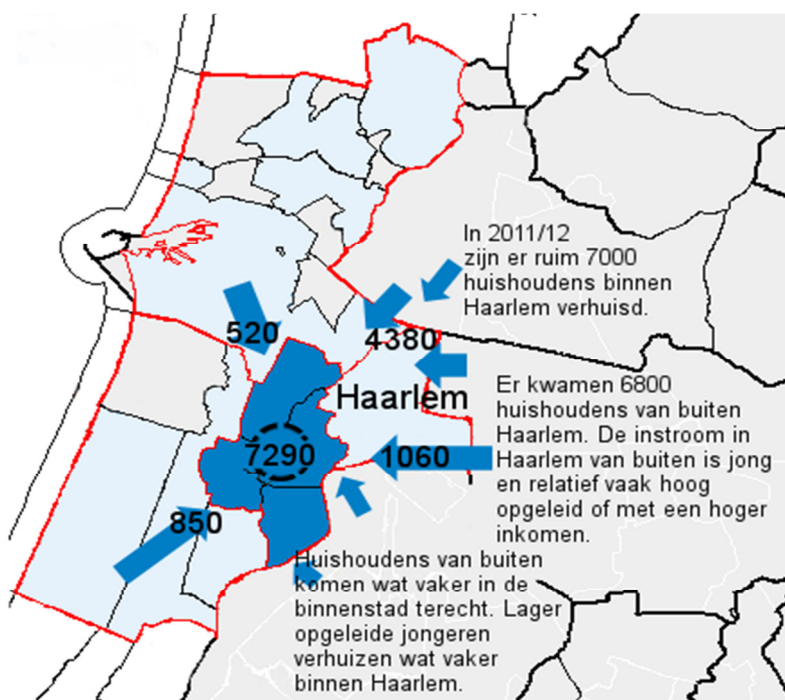 In 2011/12
zijn er ruim 7000
huishoudens binnen
Haarlem verhuisd.
520
4380
Haarlem
Er kwamen 6800
huishoudens van buiten
Haarlem. De instroom in
Haarlem van buiten is jong
en relatief vaak hoog
opgeleid of met een hoger
inkomen.
7290
1060
850
Huishoudens van buiten
komen wat vaker in de
binnenstad terecht. Lager
opgeleide jongeren
verhuizen wat vaker
binnen Haarlem.